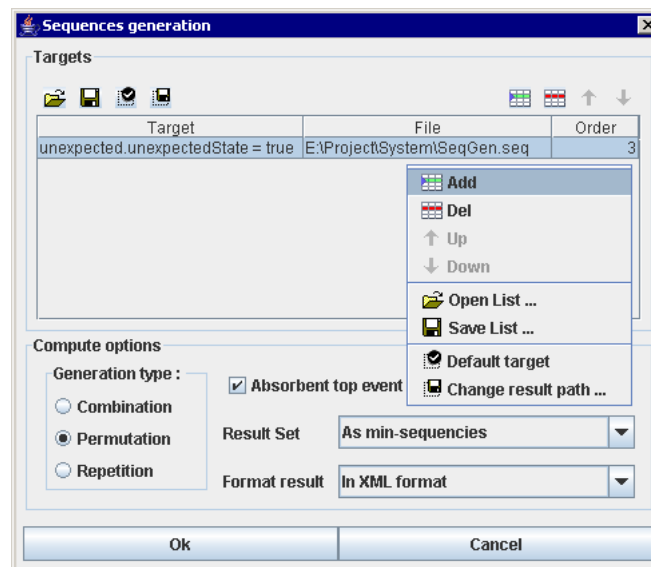 Sequences generation
Targets
Target File Order
unexpected.unexpectedState = true E:\Project\System\SeqGen.seq 3
Add
Del
Up
Down
Open List ...
Save List ...
Default target
Change result path ...
Compute options
Generation type :
Combination
Permutation
Repetition
Absorbent top event
Result Set As min-sequencies
Format result In XML format
Ok Cancel